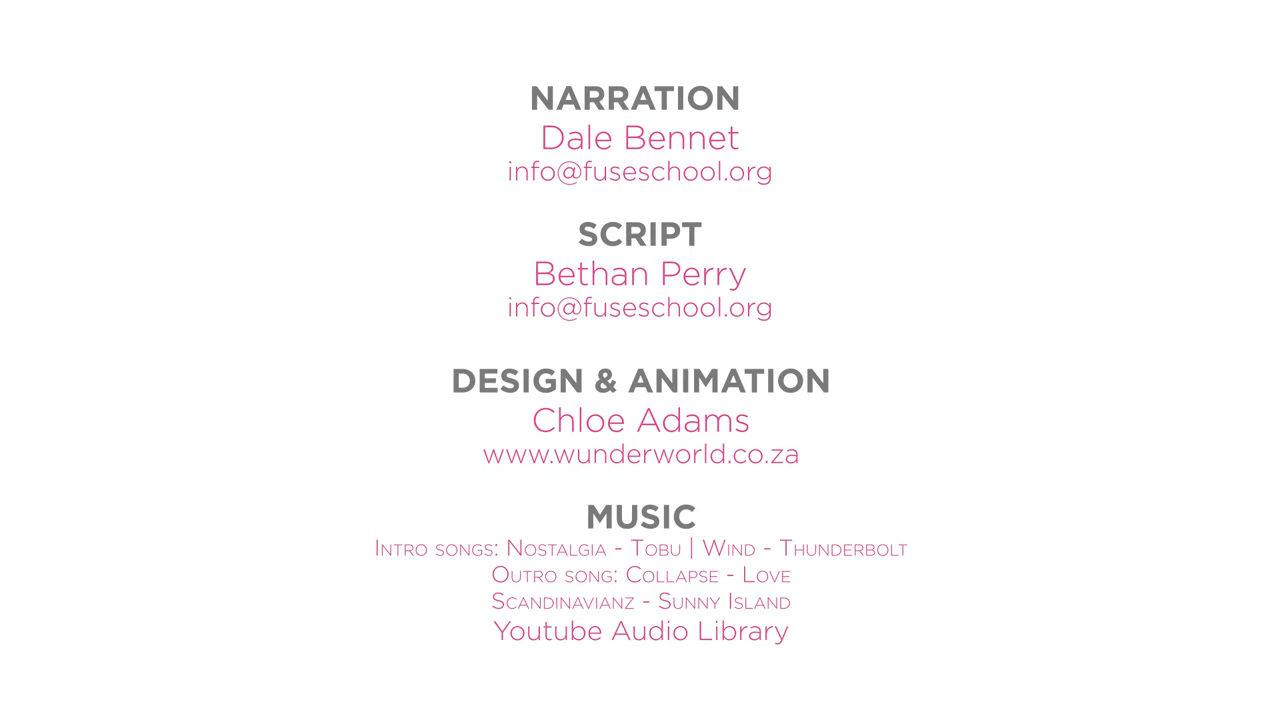 NARRATION
Dale Bennet
info@fuseschool.org
SCRIPT
Bethan Perry
info@fuseschool.org
DESIGN & ANIMATION
Chloe Adams
www.wunderworld.co.za
MUSIC
Intro songs: Nostalgia - Tobu | Wind - Thunderbolt
Outro song: Collapse - Love
Scandinavianz - Sunny Island
Youtube Audio Library